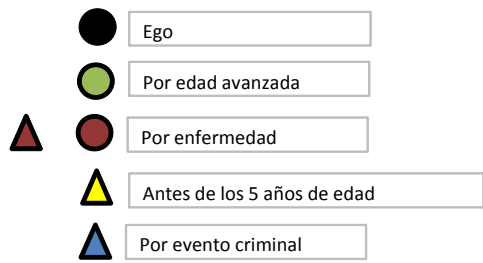 Ego
Por edad avanzada
Por enfermedad
Antes de los 5 años de edad
Por evento criminal